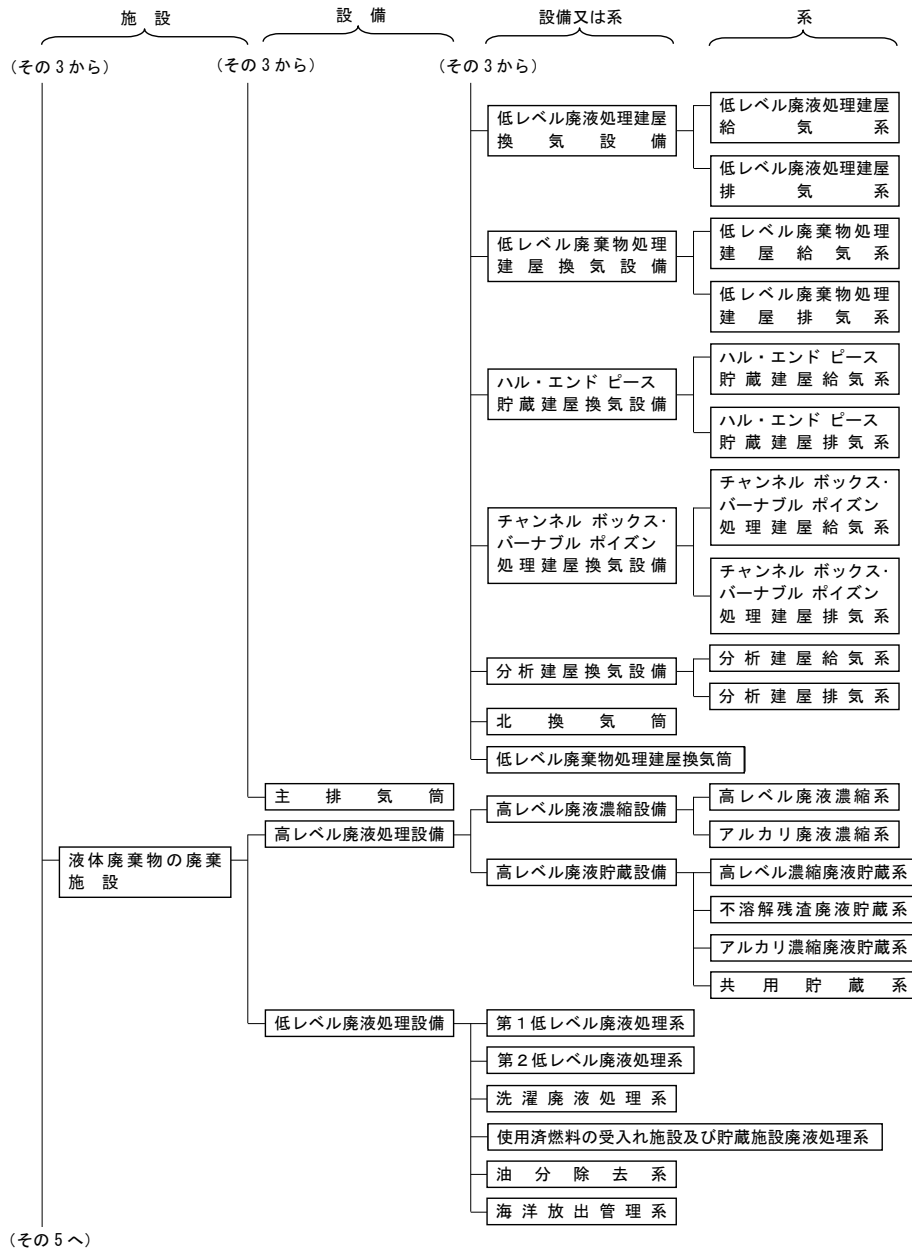 施設
設備
設備又は系
系
(その3から)
(その3から)
(その3から)
低レベル廃液処理建屋
換気設備
低レベル廃液処理建屋
給気系
低レベル廃液処理建屋
排気系
低レベル廃棄物処理
建屋換気設備
低レベル廃棄物処理
建屋給気系
低レベル廃棄物処理
建屋排気系
ハル・エンド ピース
貯蔵建屋換気設備
ハル・エンド ピース
貯蔵建屋給気系
ハル・エンド ピース
貯蔵建屋排気系
チャンネル ボックス・
バーナブル ポイズン
処理建屋換気設備
チャンネル ボックス・
バーナブル ポイズン
処理建屋給気系
チャンネル ボックス・
バーナブル ポイズン
処理建屋排気系
分析建屋換気設備
分析建屋給気系
分析建屋排気系
北換気筒
低レベル廃棄物処理建屋換気筒
主排気筒
液体廃棄物の廃棄
施設
高レベル廃液処理設備
高レベル廃液濃縮設備
高レベル廃液濃縮系
アルカリ廃液濃縮系
高レベル廃液貯蔵設備
高レベル濃縮廃液貯蔵系
不溶解残渣廃液貯蔵系
アルカリ濃縮廃液貯蔵系
共用貯蔵系
低レベル廃液処理設備
第1低レベル廃液処理系
第2低レベル廃液処理系
洗濯廃液処理系
使用済燃料の受入れ施設及び貯蔵施設廃液処理系
油分除去系
海洋放出管理系
(その5へ)